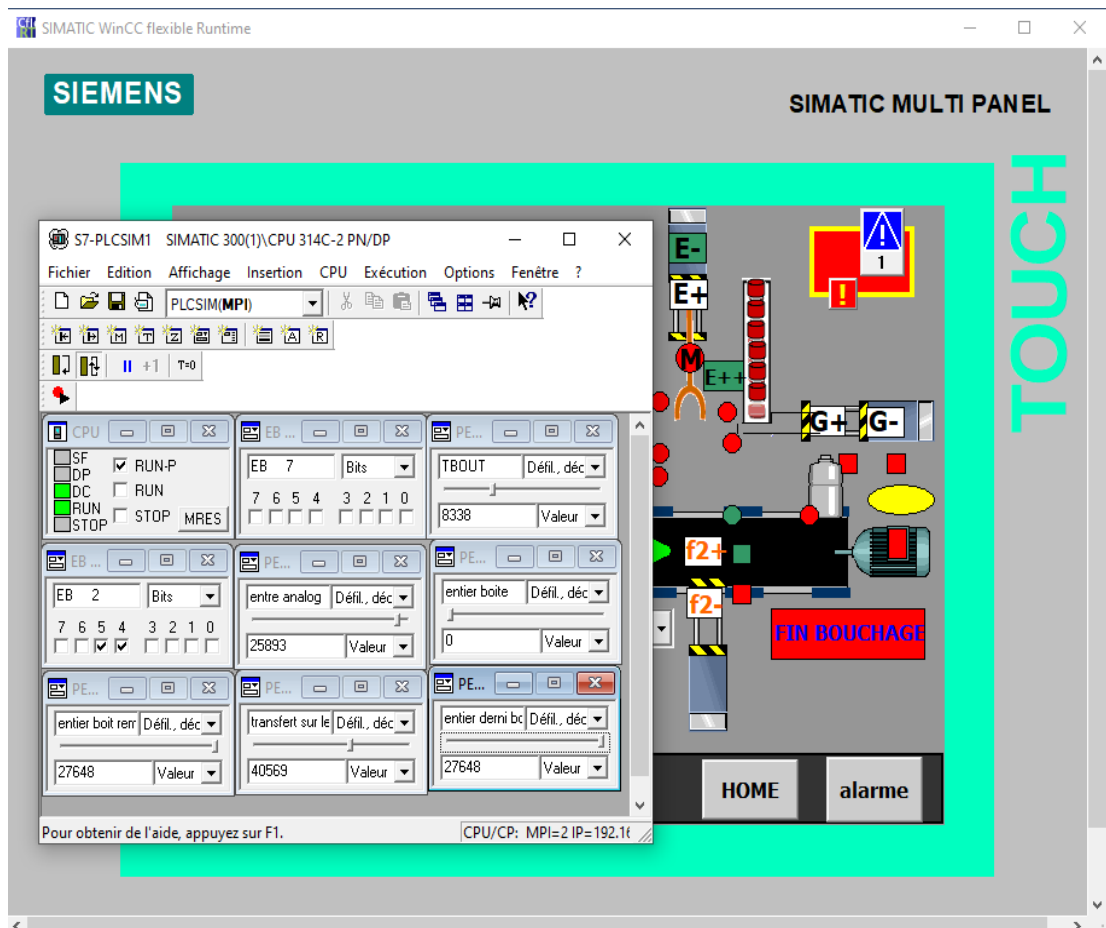 SIMATIC WinCC flexible Runtime
SIEMENS
SIMATIC MULTI PANEL
TOUCH
S7-PLCSIM1 SIMATIC 300(1)\CPU 314C-2 PN/DP
Fichier Edition Affichage Insertion CPU Exécution Options Fenêtre ?
PLCSIM(MPI)
+1 T=0
CPU
SF
DP
DC
RUN
STOP
RUN-P
RUN
STOP MRES
EB ...
EB 7 Bits
7 6 5 4 3 2 1 0
PE...
TBOUT Défil., déc
8338 Valeur
EB ...
EB 2 Bits
7 6 5 4 3 2 1 0
PE...
entre analog Défil., déc
25893 Valeur
PE...
entier boite Défil., déc
0 Valeur
PE...
entier boit rem Défil., déc
27648 Valeur
PE...
transfert sur le Défil., déc
40569 Valeur
PE...
entier derni bo Défil., déc
27648 Valeur
Pour obtenir de l'aide, appuyez sur F1. CPU/CP: MPI=2 IP=192.16
E-
E+
M
E++
G+ G-
1
!
f2+
f2-
FIN BOUCHAGE
HOME alarme